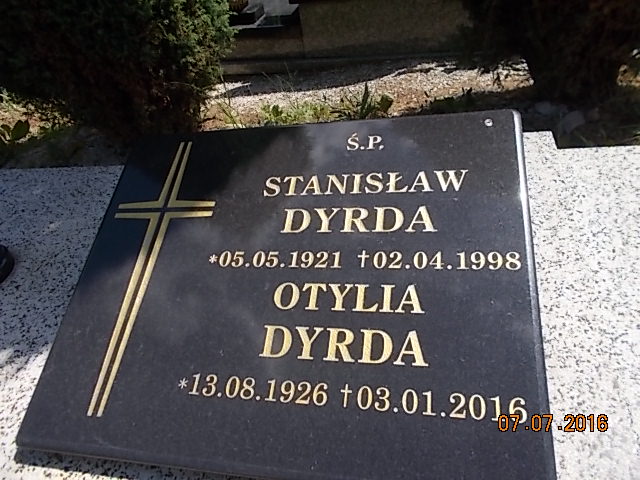 Ś.P.
STANISŁAW
DYRDA
*05.05.1921 †02.04.1998
OTYLIA
DYRDA
*13.08.1926 †03.01.2016
07.07.2016